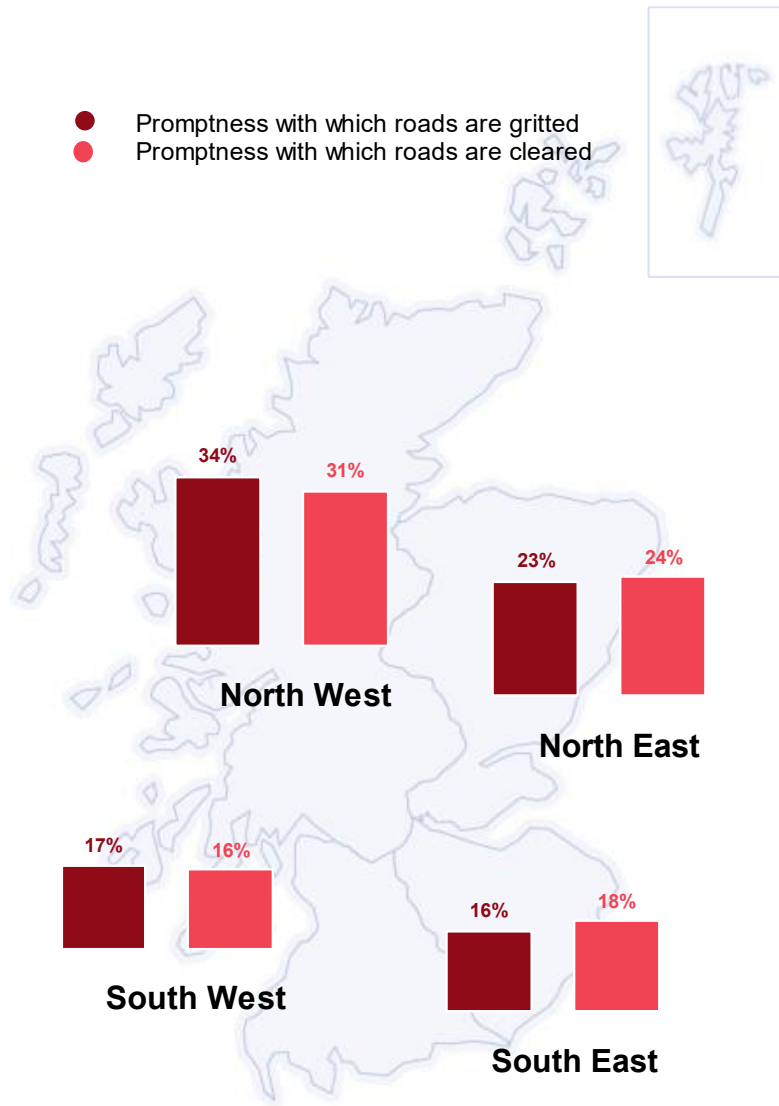 Promptness with which roads are gritted
Promptness with which roads are cleared
34%
31%
North West
23%
24%
North East
17%
16%
South West
16%
18%
South East